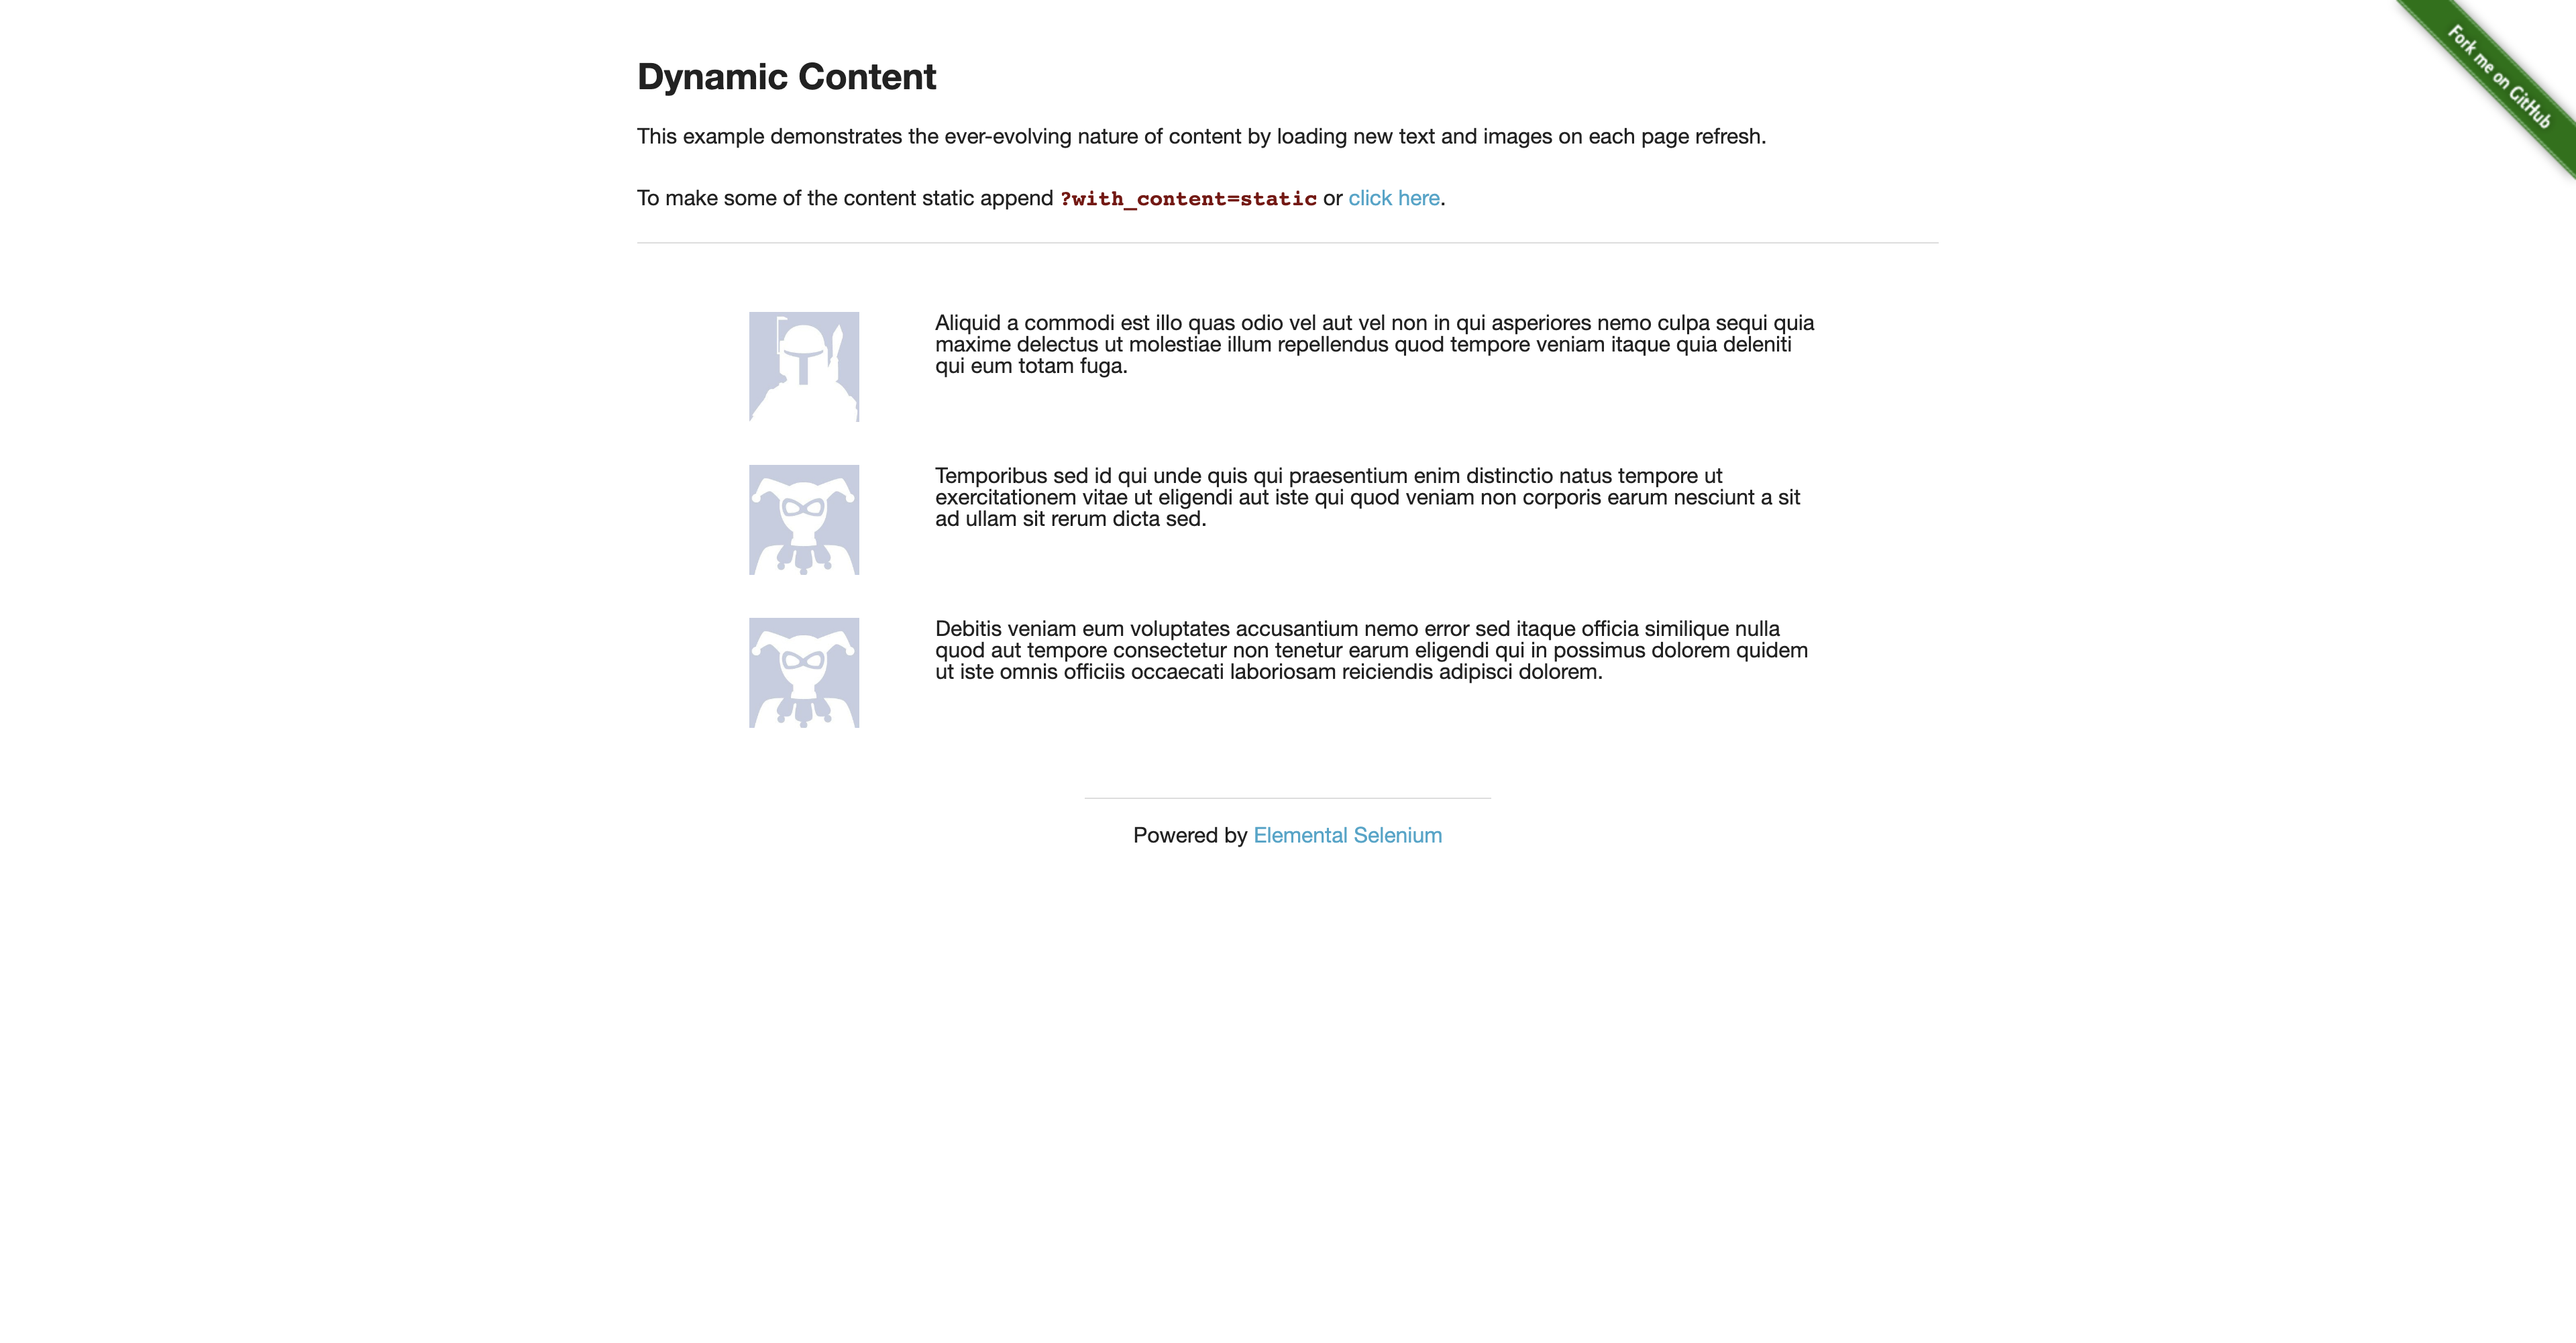 Fork me on GitHub
Dynamic Content
This example demonstrates the ever-evolving nature of content by loading new text and images on each page refresh.
To make some of the content static append ?with_content=static or click here.
Aliquid a commodi est illo quas odio vel aut vel non in qui asperiores nemo culpa sequi quia
maxime delectus ut molestiae illum repellendus quod tempore veniam itaque quia deleniti
qui eum totam fuga.
Temporibus sed id qui unde quis qui praesentium enim distinctio natus tempore ut
exercitationem vitae ut eligendi aut iste qui quod veniam non corporis earum nesciunt a sit
ad ullam sit rerum dicta sed.
Debitis veniam eum voluptates accusantium nemo error sed itaque officia similique nulla
quod aut tempore consectetur non tenetur earum eligendi qui in possimus dolorem quidem
ut iste omnis officiis occaecati laboriosam reiciendis adipisci dolorem.
Powered by Elemental Selenium